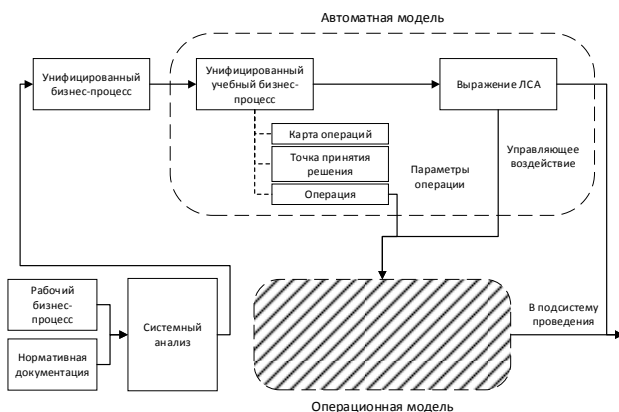 Автоматная модель
Унифицированный
бизнес-процесс
Унифицированный
учебный бизнес-
процесс
Выражение ЛСА
Карта операций
Точка принятия
решения
Операция
Параметры
операции
Управляющее
воздействие
Рабочий
бизнес-
процесс
Нормативная
документация
Системный
анализ
В подсистему
проведения
Операционная модель